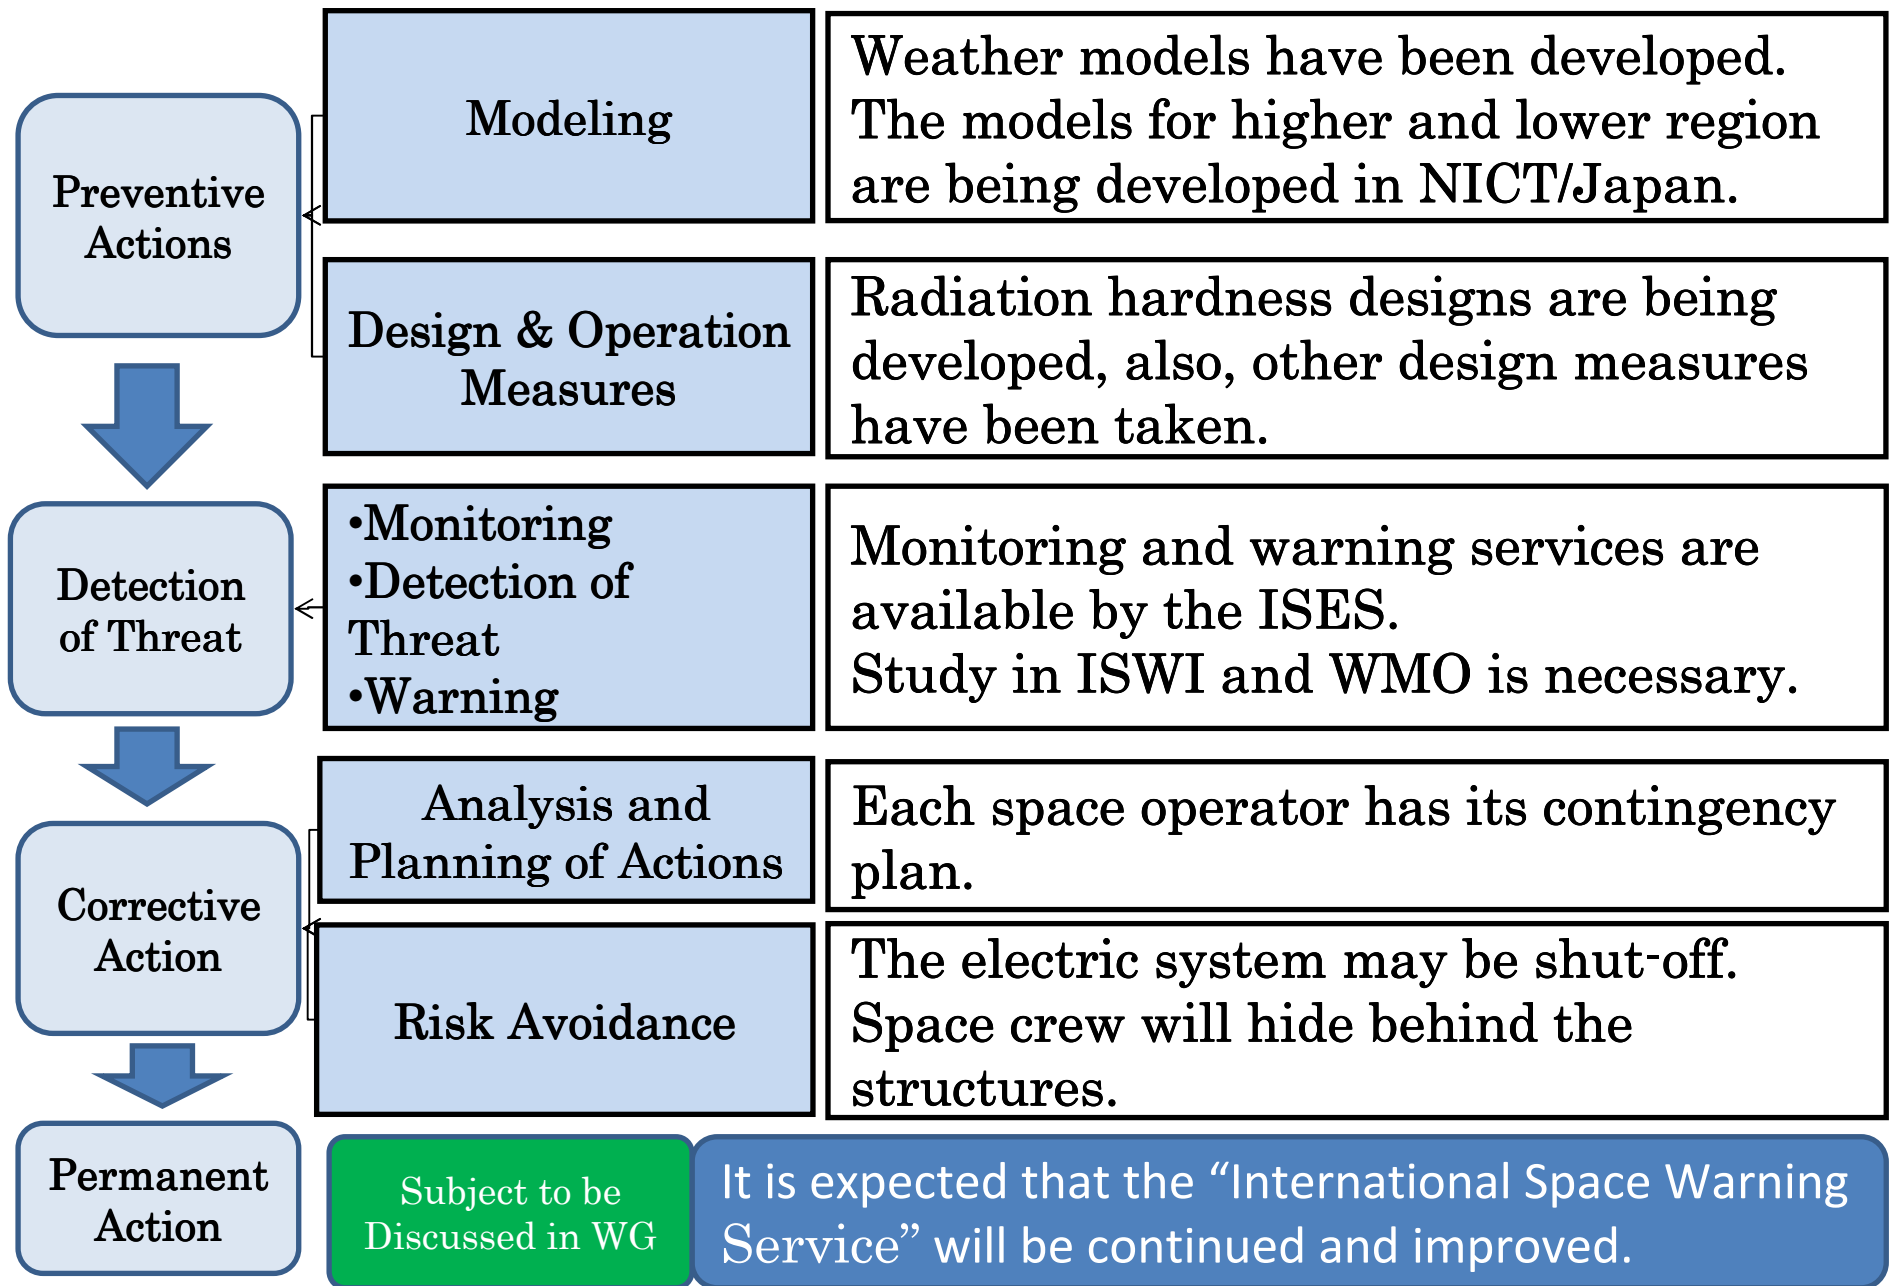 Preventive
Actions
Modeling
Weather models have been developed.
The models for higher and lower region
are being developed in NICT/Japan.
Design & Operation
Measures
Radiation hardness designs are being
developed, also, other design measures
have been taken.
Detection
of Threat
•Monitoring
•Detection of
Threat
•Warning
Monitoring and warning services are
available by the ISES.
Study in ISWI and WMO is necessary.
Corrective
Action
Analysis and
Planning of Actions
Each space operator has its contingency
plan.
Risk Avoidance
The electric system may be shut-off.
Space crew will hide behind the
structures.
Permanent
Action
Subject to be
Discussed in WG
It is expected that the “International Space Warning
Service” will be continued and improved.